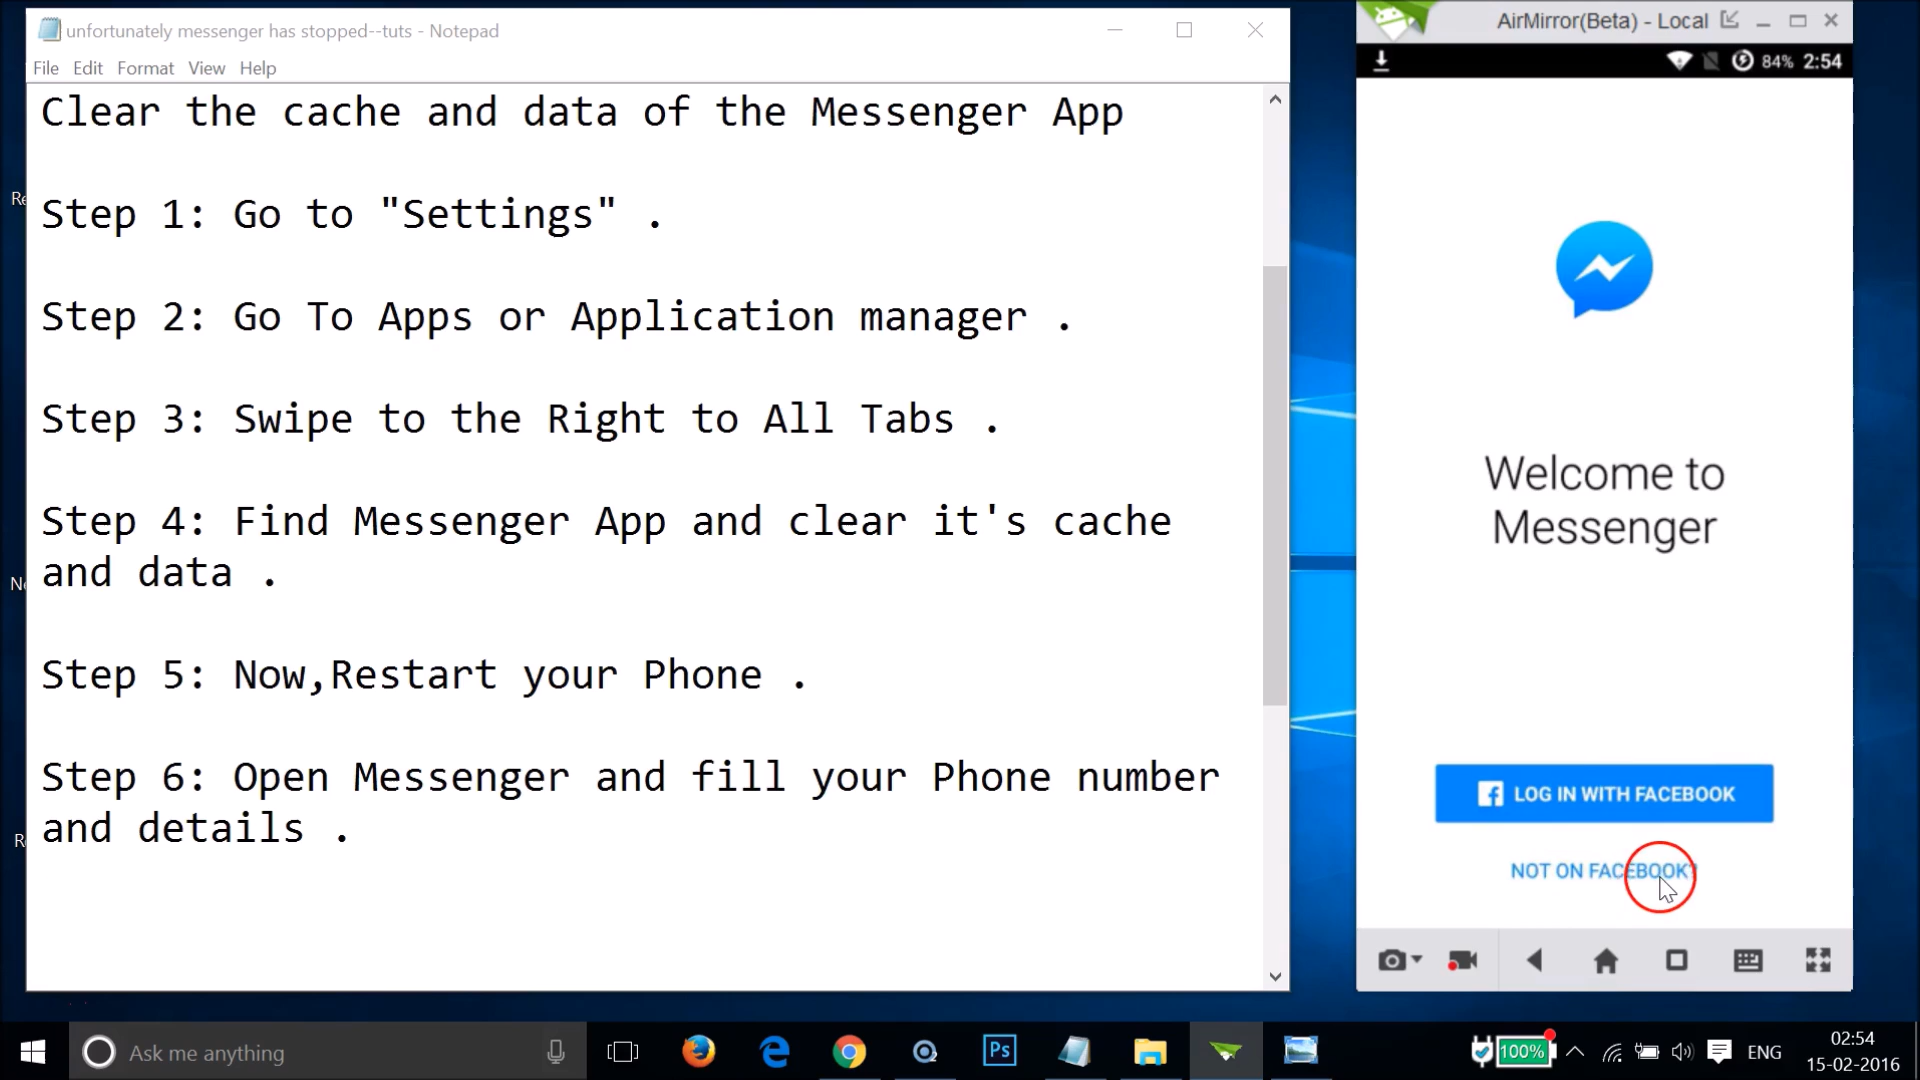 unfortunately messenger has stopped--tuts - Notepad
File Edit Format View Help
Clear the cache and data of the Messenger App
Step 1: Go to "Settings" .
Step 2: Go To Apps or Application manager .
Step 3: Swipe to the Right to All Tabs .
Step 4: Find Messenger App and clear it's cache
and data .
Step 5: Now,Restart your Phone .
Step 6: Open Messenger and fill your Phone number
and details .
AirMirror(Beta) - Local
84% 2:54
Welcome to
Messenger
LOG IN WITH FACEBOOK
NOT ON FACEBOOK?
Ask me anything
Ps
100%
ENG
02:54
15-02-2016